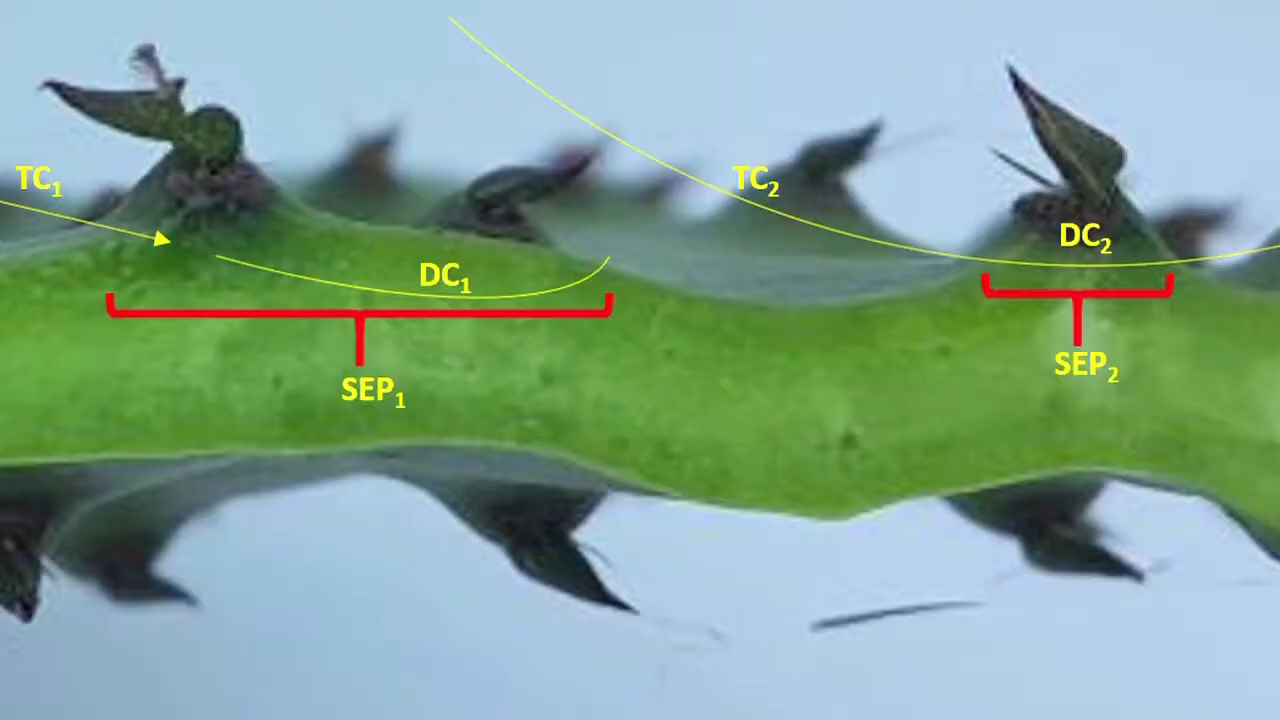 TC₁
TC₂
DC₂
DC₁
SEP₂
SEP₁